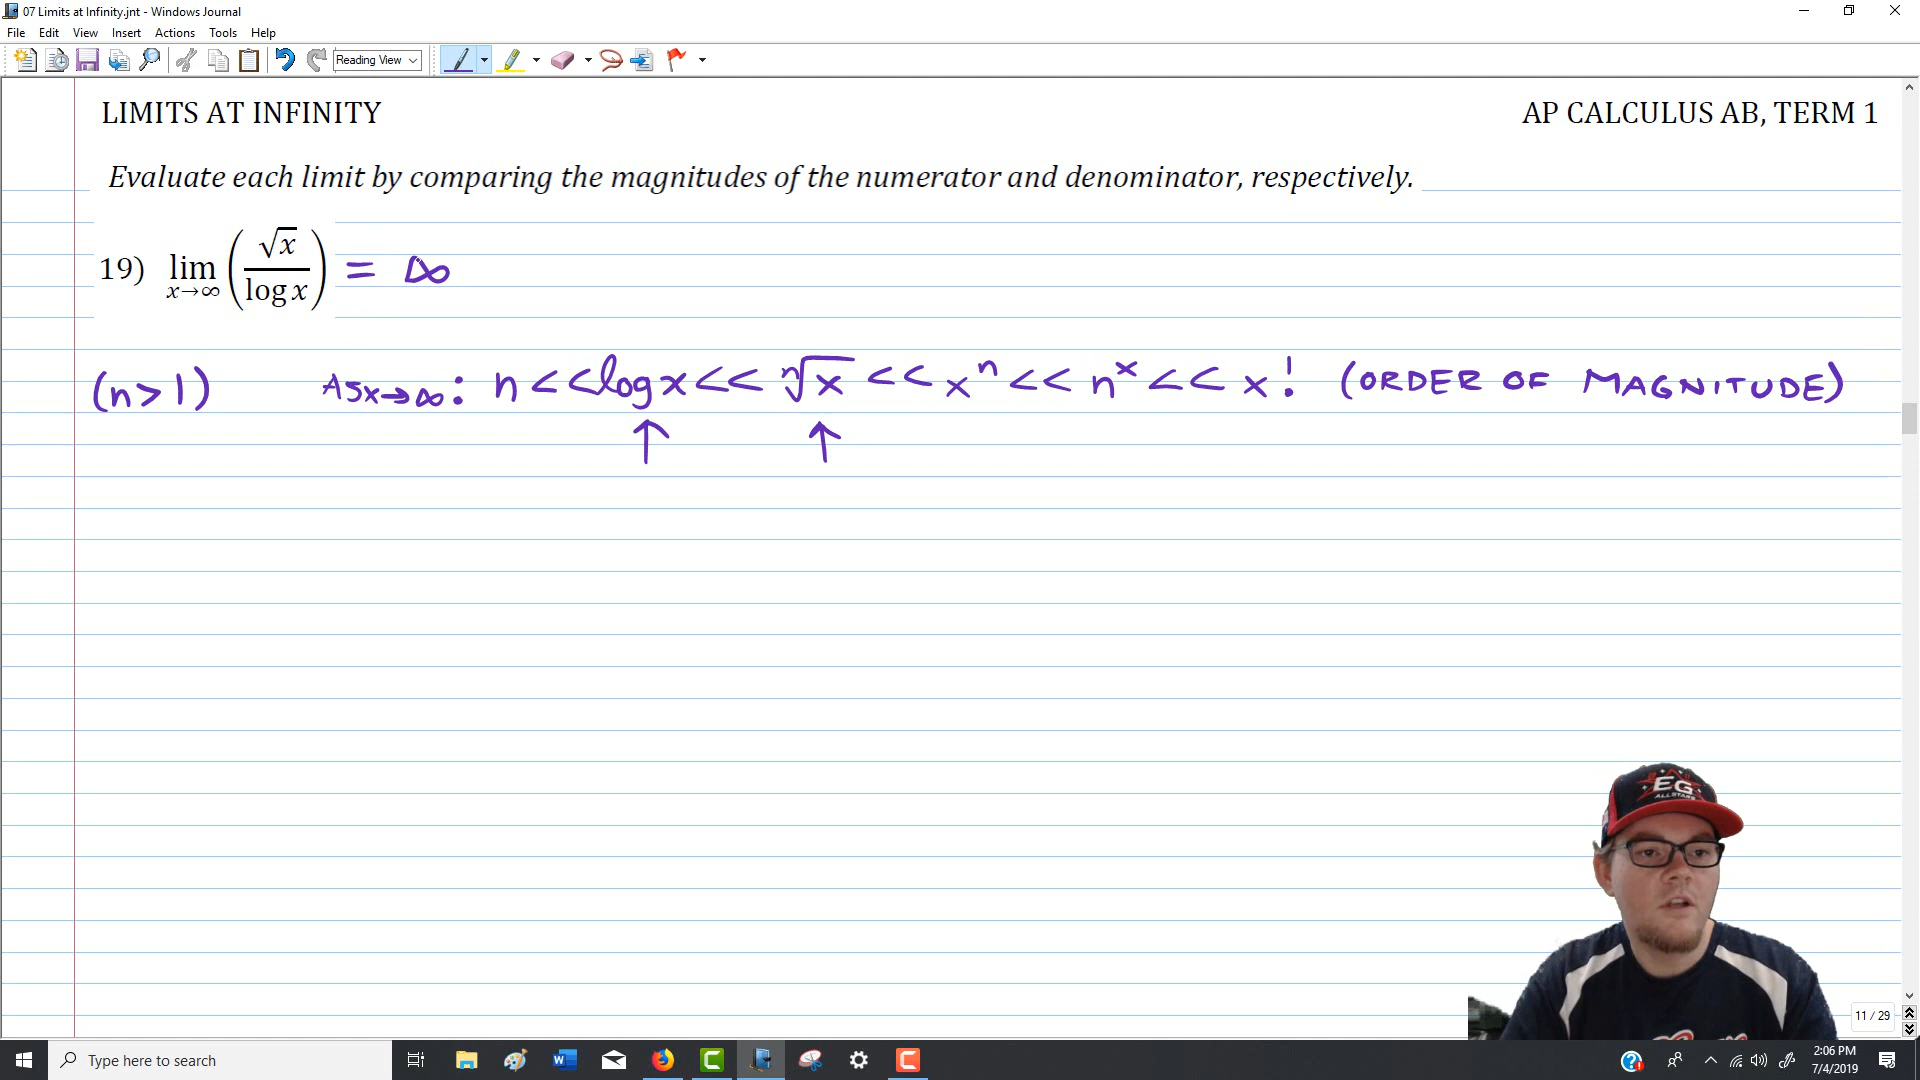 07 Limits at Infinity.jnt - Windows Journal
File Edit View Insert Actions Tools Help
Reading View
LIMITS AT INFINITY AP CALCULUS AB, TERM 1
Evaluate each limit by comparing the magnitudes of the numerator and denominator, respectively.
19) lim x→∞ (√x / log x) = ∞
(n>1) AS x→∞: n << log x << ⁿ√x << xⁿ << nˣ << x! (ORDER OF MAGNITUDE)
↑ ↑
EG
ALLSTARS
11 / 29
Type here to search
2:06 PM
7/4/2019